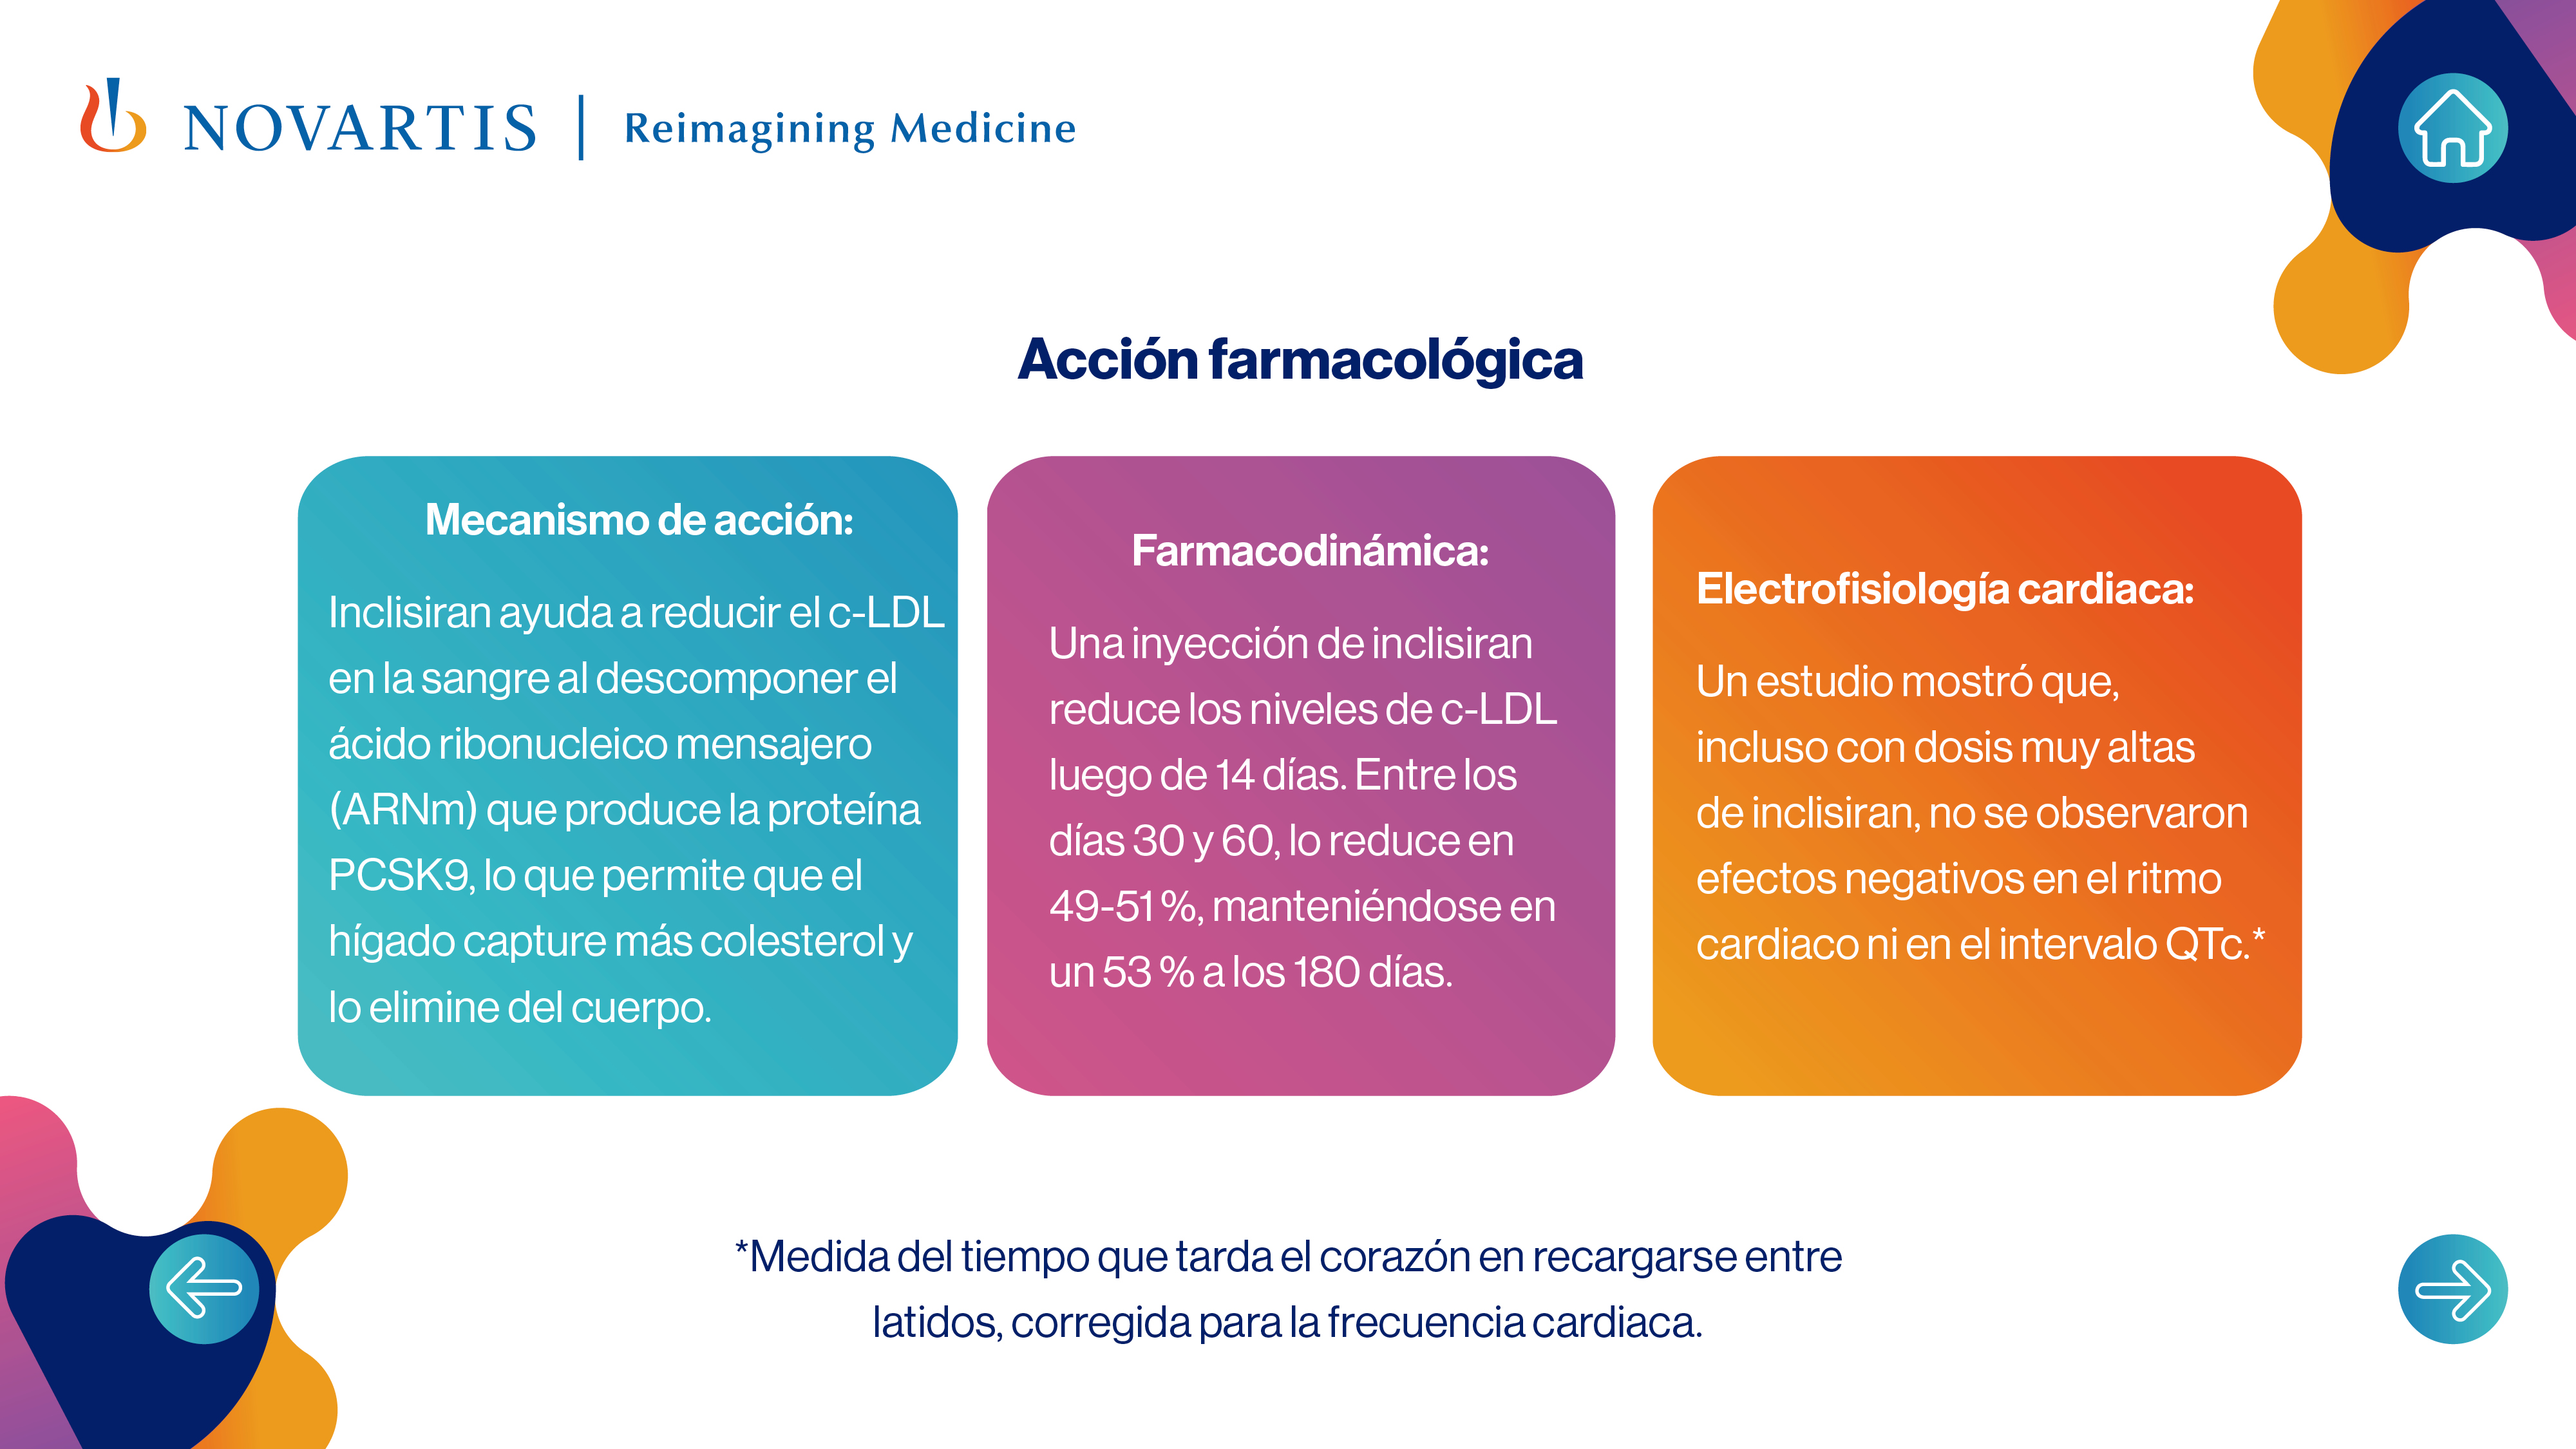 NOVARTIS | Reimagining Medicine
Acción farmacológica
Mecanismo de acción:
Inclisiran ayuda a reducir el c-LDL
en la sangre al descomponer el
ácido ribonucleico mensajero
(ARNm) que produce la proteína
PCSK9, lo que permite que el
hígado capture más colesterol y
lo elimine del cuerpo.
Farmacodinámica:
Una inyección de inclisiran
reduce los niveles de c-LDL
luego de 14 días. Entre los
días 30 y 60, lo reduce en
49-51 %, manteniéndose en
un 53 % a los 180 días.
Electrofisiología cardiaca:
Un estudio mostró que,
incluso con dosis muy altas
de inclisiran, no se observaron
efectos negativos en el ritmo
cardiaco ni en el intervalo QTc.*
*Medida del tiempo que tarda el corazón en recargarse entre
latidos, corregida para la frecuencia cardiaca.